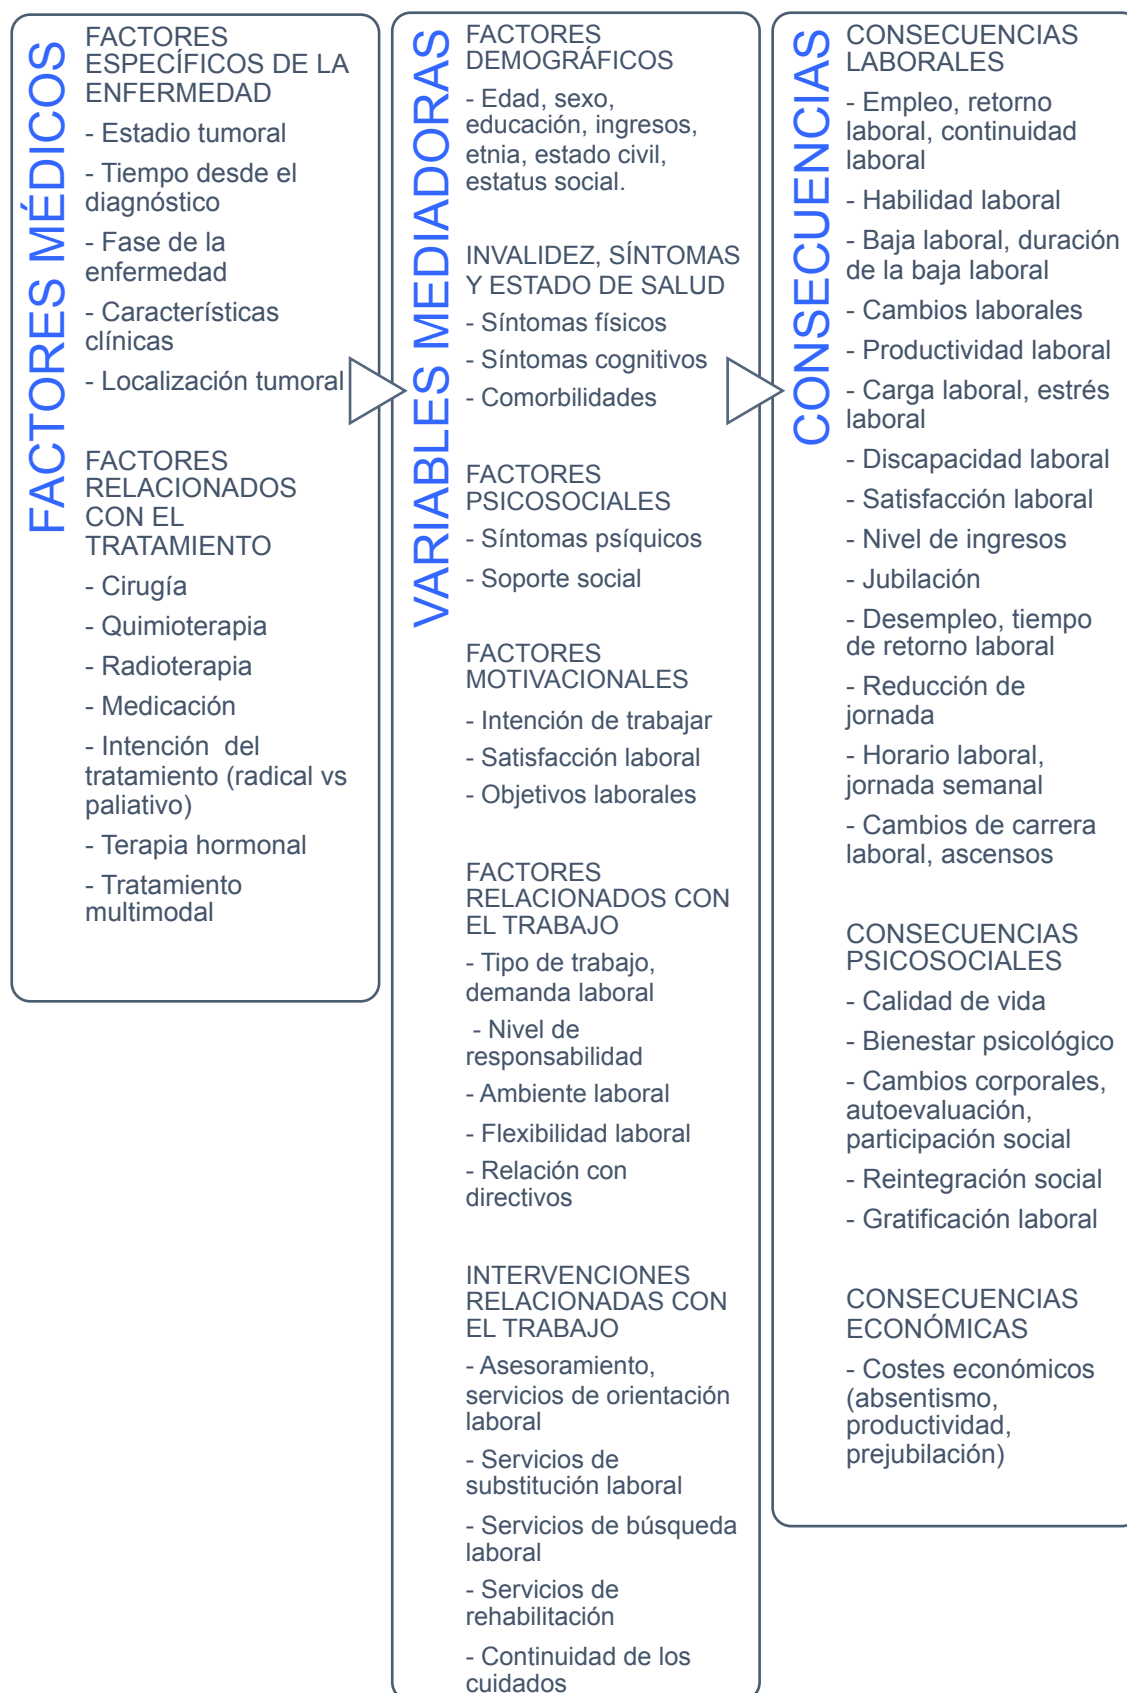 FACTORES MÉDICOS
FACTORES
ESPECÍFICOS DE LA
ENFERMEDAD
- Estadio tumoral
- Tiempo desde el
diagnóstico
- Fase de la
enfermedad
- Características
clínicas
- Localización tumoral
FACTORES
RELACIONADOS
CON EL
TRATAMIENTO
- Cirugía
- Quimioterapia
- Radioterapia
- Medicación
- Intención del
tratamiento (radical vs
paliativo)
- Terapia hormonal
- Tratamiento
multimodal
VARIABLES MEDIADORAS
FACTORES
DEMOGRÁFICOS
- Edad, sexo,
educación, ingresos,
etnia, estado civil,
estatus social.
INVALIDEZ, SÍNTOMAS
Y ESTADO DE SALUD
- Síntomas físicos
- Síntomas cognitivos
- Comorbilidades
FACTORES
PSICOSOCIALES
- Síntomas psíquicos
- Soporte social
FACTORES
MOTIVACIONALES
- Intención de trabajar
- Satisfacción laboral
- Objetivos laborales
FACTORES
RELACIONADOS CON
EL TRABAJO
- Tipo de trabajo,
demanda laboral
- Nivel de
responsabilidad
- Ambiente laboral
- Flexibilidad laboral
- Relación con
directivos
INTERVENCIONES
RELACIONADAS CON
EL TRABAJO
- Asesoramiento,
servicios de orientación
laboral
- Servicios de
substitución laboral
- Servicios de búsqueda
laboral
- Servicios de
rehabilitación
- Continuidad de los
cuidados
CONSECUENCIAS
CONSECUENCIAS
LABORALES
- Empleo, retorno
laboral, continuidad
laboral
- Habilidad laboral
- Baja laboral, duración
de la baja laboral
- Cambios laborales
- Productividad laboral
- Carga laboral, estrés
laboral
- Discapacidad laboral
- Satisfacción laboral
- Nivel de ingresos
- Jubilación
- Desempleo, tiempo
de retorno laboral
- Reducción de
jornada
- Horario laboral,
jornada semanal
- Cambios de carrera
laboral, ascensos
CONSECUENCIAS
PSICOSOCIALES
- Calidad de vida
- Bienestar psicológico
- Cambios corporales,
autoevaluación,
participación social
- Reintegración social
- Gratificación laboral
CONSECUENCIAS
ECONÓMICAS
- Costes económicos
(absentismo,
productividad,
prejubilación)